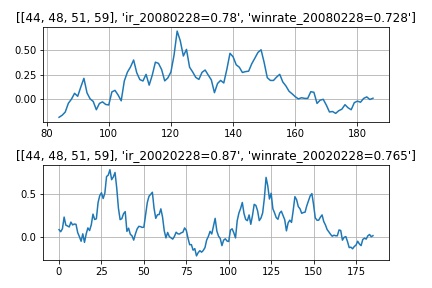 [[44, 48, 51, 59], 'ir_20080228=0.78', 'winrate_20080228=0.728']
0.50
0.25
0.00
80 100 120 140 160 180
[[44, 48, 51, 59], 'ir_20020228=0.87', 'winrate_20020228=0.765']
0.5
0.0
0 25 50 75 100 125 150 175